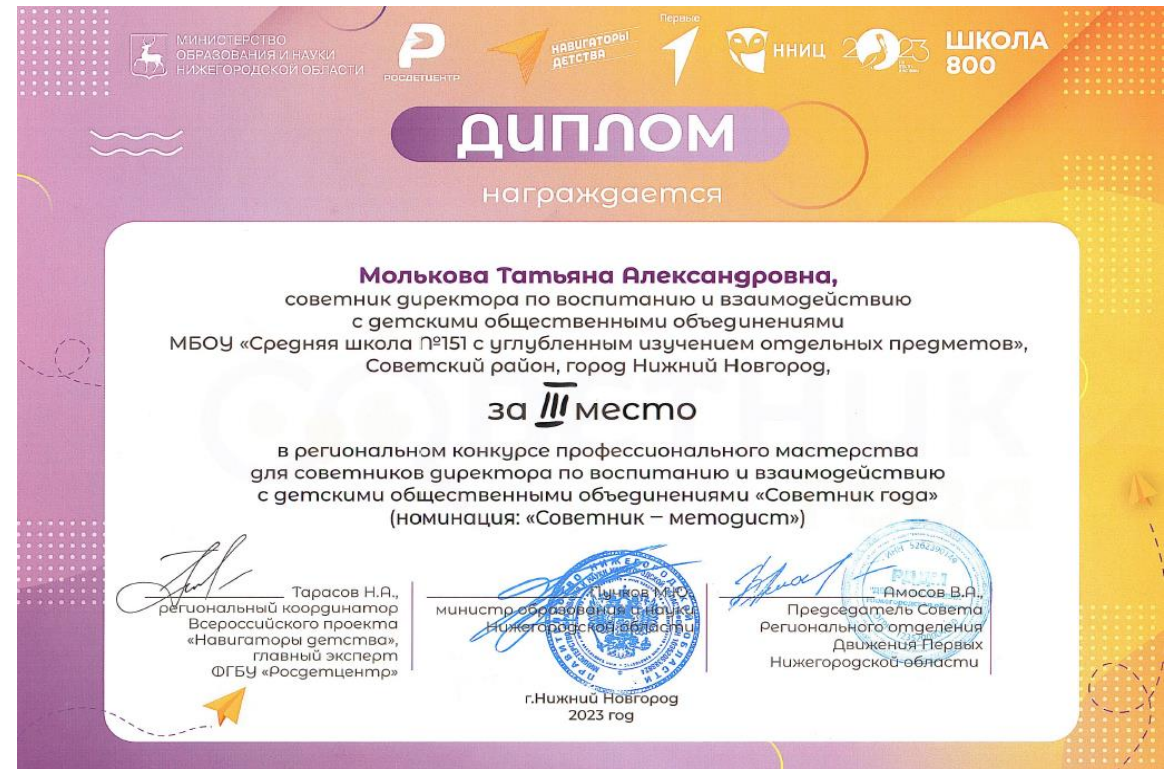 МИНИСТЕРСТВО
ОБРАЗОВАНИЯ И НАУКИ
НИЖЕГОРОДСКОЙ ОБЛАСТИ
РОСДЕТЦЕНТР
НАВИГАТОРЫ
ДЕТСТВА
Первые
ННИЦ
2023
ШКОЛА
800
ДИПЛОМ
награждается
Молькова Татьяна Александровна,
советник директора по воспитанию и взаимодействию
с детскими общественными объединениями
МБОУ «Средняя школа №151 с углубленным изучением отдельных предметов»,
Советский район, город Нижний Новгород,
за III место
в региональном конкурсе профессионального мастерства
для советников директора по воспитанию и взаимодействию
с детскими общественными объединениями «Советник года»
(номинация: «Советник – методист»)
Тарасов Н.А.,
региональный координатор
Всероссийского проекта
«Навигаторы детства»,
главный эксперт
ФГБУ «Росдетцентр»
М.Ю.,
министр образования и науки
Нижегородской области
г.Нижний Новгород
2023 год
Амосов В.А.,
Председатель Совета
Регионального отделения
Движения Первых
Нижегородской области